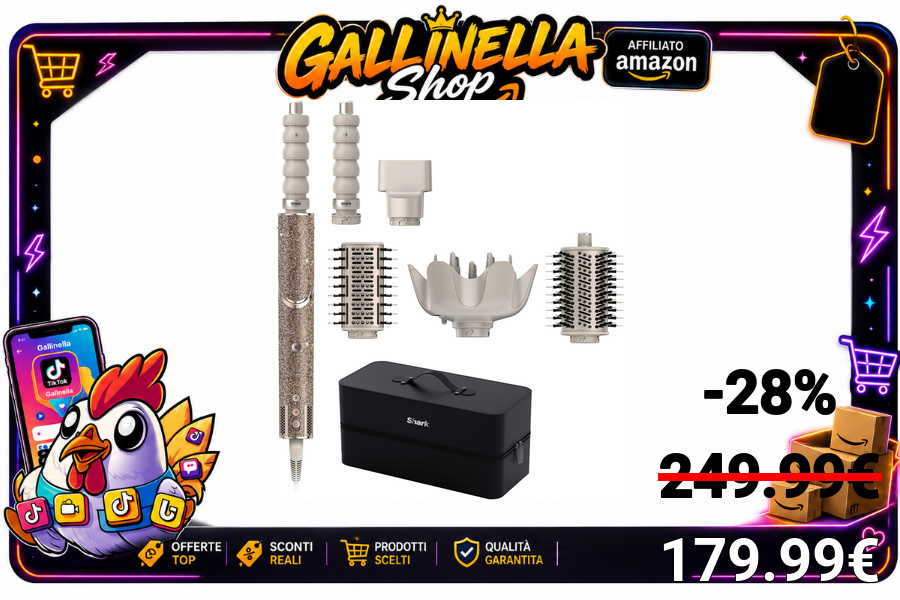 GALLINELLA
Shop
AFFILIATO
amazon
Shark
Shark
Shark
Gallinella
TikTok
Gallinella
-28%
249.99€
179.99€
OFFERTE
TOP
SCONTI
REALI
PRODOTTI
SCELTI
QUALITÀ
GARANTITA